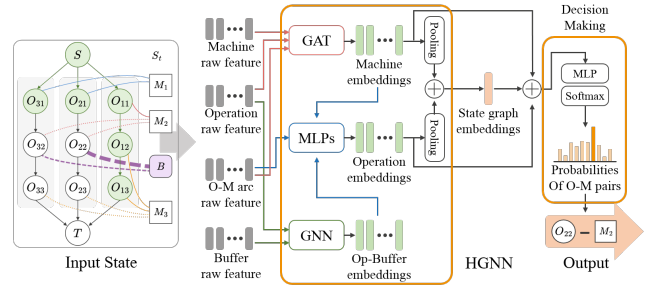 S
S_t
M_1
O_31
O_21
O_11
M_2
O_32
O_22
O_12
B
O_33
O_23
O_13
M_3
T
Input State
Machine
raw feature
Operation
raw feature
O-M arc
raw feature
Buffer
raw feature
GAT
MLPs
GNN
Machine
embeddings
Operation
embeddings
Op-Buffer
embeddings
Pooling
Pooling
State graph
embeddings
HGNN
Decision
Making
MLP
Softmax
Probabilities
Of O-M pairs
O_22
M_2
Output